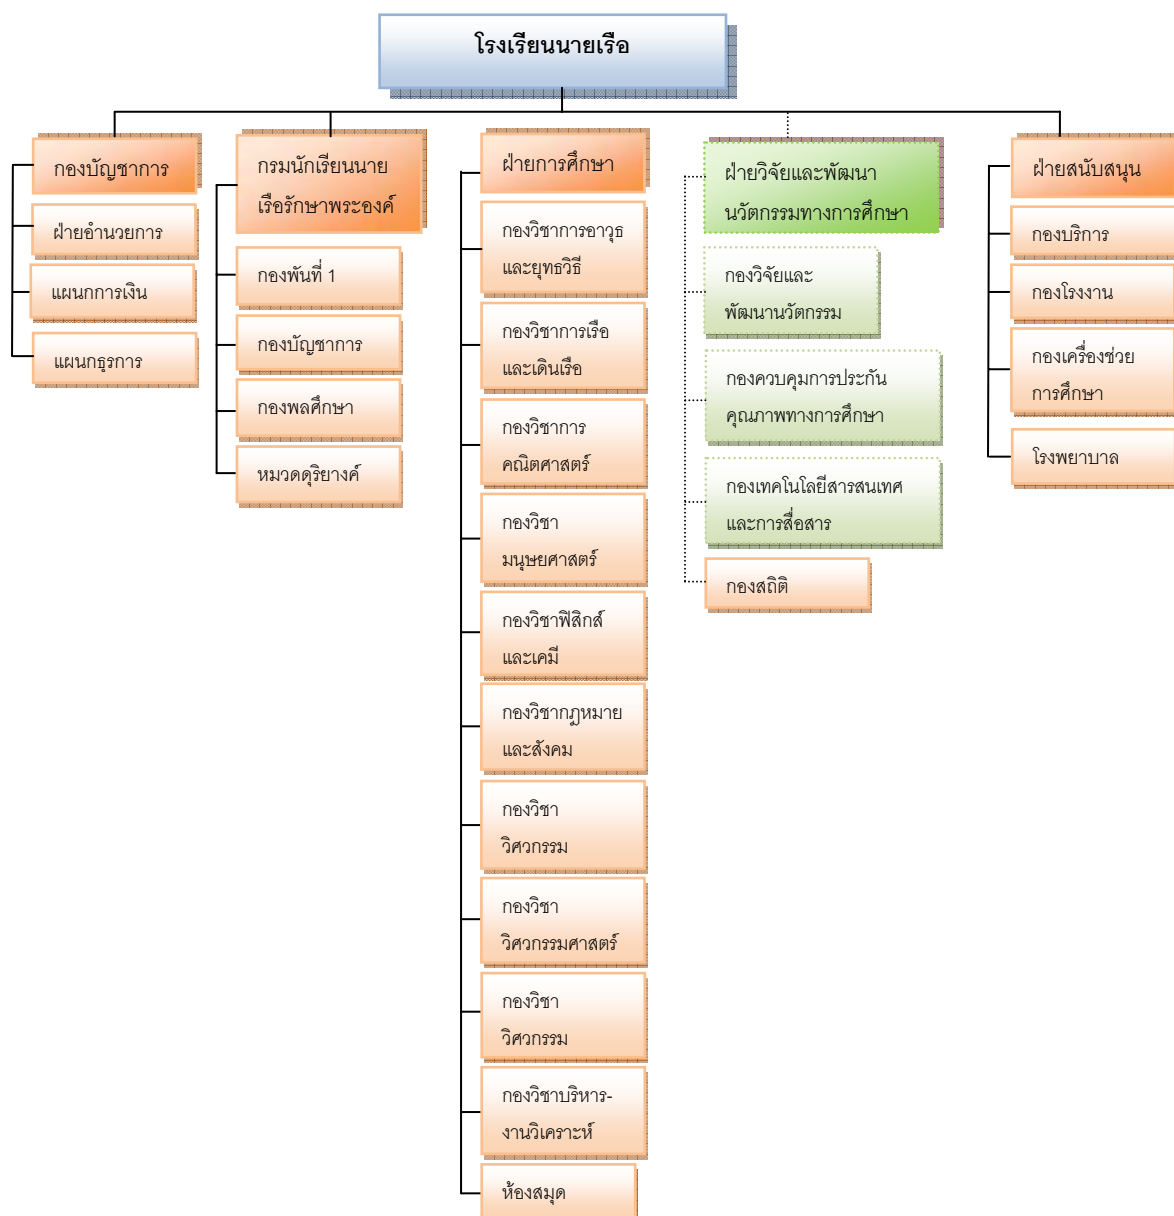 โรงเรียนนายเรือ
กองบัญชาการ
ฝ่ายอำนวยการ
แผนกการเงิน
แผนกธุรการ
กรมนักเรียนนาย
เรือรักษาพระองค์
กองพันที่ 1
กองบัญชาการ
กองพลศึกษา
หมวดดุริยางค์
ฝ่ายการศึกษา
กองวิชาการอาวุธ
และยุทธวิธี
กองวิชาการเรือ
และเดินเรือ
กองวิชาการ
คณิตศาสตร์
กองวิชา
มนุษยศาสตร์
กองวิชาฟิสิกส์
และเคมี
กองวิชากฎหมาย
และสังคม
กองวิชา
วิศวกรรม
กองวิชา
วิศวกรรมศาสตร์
กองวิชา
วิศวกรรม
กองวิชาบริหาร-
งานวิเคราะห์
ห้องสมุด
ฝ่ายวิจัยและพัฒนา
นวัตกรรมทางการศึกษา
กองวิจัยและ
พัฒนานวัตกรรม
กองควบคุมการประกัน
คุณภาพทางการศึกษา
กองเทคโนโลยีสารสนเทศ
และการสื่อสาร
กองสถิติ
ฝ่ายสนับสนุน
กองบริการ
กองโรงงาน
กองเครื่องช่วย
การศึกษา
โรงพยาบาล